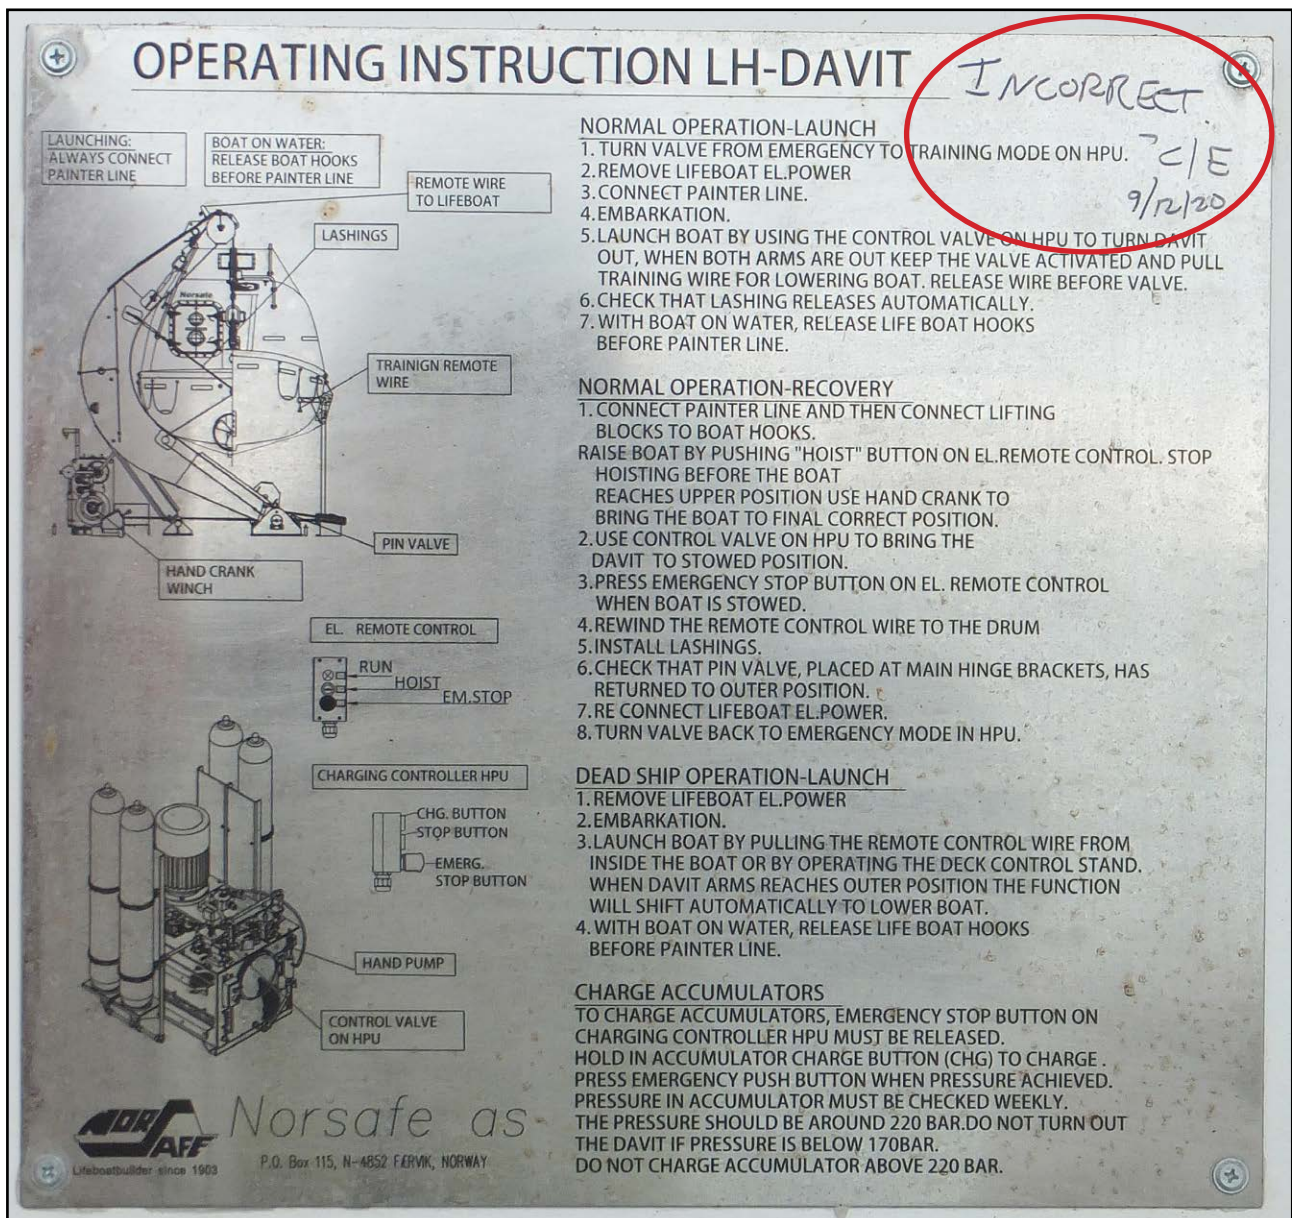 OPERATING INSTRUCTION LH-DAVIT
INCORRECT.
C/E
9/12/20
LAUNCHING:
ALWAYS CONNECT
PAINTER LINE
BOAT ON WATER:
RELEASE BOAT HOOKS
BEFORE PAINTER LINE
REMOTE WIRE
TO LIFEBOAT
LASHINGS
Norsafe
TRAINIGN REMOTE
WIRE
PIN VALVE
HAND CRANK
WINCH
EL. REMOTE CONTROL
RUN
HOIST
EM.STOP
CHARGING CONTROLLER HPU
CHG. BUTTON
STOP BUTTON
EMERG.
STOP BUTTON
HAND PUMP
CONTROL VALVE
ON HPU
NORMAL OPERATION-LAUNCH
1. TURN VALVE FROM EMERGENCY TO TRAINING MODE ON HPU.
2.REMOVE LIFEBOAT EL.POWER
3.CONNECT PAINTER LINE.
4.EMBARKATION.
5.LAUNCH BOAT BY USING THE CONTROL VALVE ON HPU TO TURN DAVIT
OUT, WHEN BOTH ARMS ARE OUT KEEP THE VALVE ACTIVATED AND PULL
TRAINING WIRE FOR LOWERING BOAT. RELEASE WIRE BEFORE VALVE.
6.CHECK THAT LASHING RELEASES AUTOMATICALLY.
7.WITH BOAT ON WATER, RELEASE LIFE BOAT HOOKS
BEFORE PAINTER LINE.
NORMAL OPERATION-RECOVERY
1.CONNECT PAINTER LINE AND THEN CONNECT LIFTING
BLOCKS TO BOAT HOOKS.
RAISE BOAT BY PUSHING "HOIST" BUTTON ON EL.REMOTE CONTROL. STOP
HOISTING BEFORE THE BOAT
REACHES UPPER POSITION USE HAND CRANK TO
BRING THE BOAT TO FINAL CORRECT POSITION.
2.USE CONTROL VALVE ON HPU TO BRING THE
DAVIT TO STOWED POSITION.
3.PRESS EMERGENCY STOP BUTTON ON EL. REMOTE CONTROL
WHEN BOAT IS STOWED.
4.REWIND THE REMOTE CONTROL WIRE TO THE DRUM
5.INSTALL LASHINGS.
6.CHECK THAT PIN VALVE, PLACED AT MAIN HINGE BRACKETS, HAS
RETURNED TO OUTER POSITION.
7.RE CONNECT LIFEBOAT EL.POWER.
8.TURN VALVE BACK TO EMERGENCY MODE IN HPU.
DEAD SHIP OPERATION-LAUNCH
1.REMOVE LIFEBOAT EL.POWER
2.EMBARKATION.
3.LAUNCH BOAT BY PULLING THE REMOTE CONTROL WIRE FROM
INSIDE THE BOAT OR BY OPERATING THE DECK CONTROL STAND.
WHEN DAVIT ARMS REACHES OUTER POSITION THE FUNCTION
WILL SHIFT AUTOMATICALLY TO LOWER BOAT.
4. WITH BOAT ON WATER, RELEASE LIFE BOAT HOOKS
BEFORE PAINTER LINE.
CHARGE ACCUMULATORS
TO CHARGE ACCUMULATORS, EMERGENCY STOP BUTTON ON
CHARGING CONTROLLER HPU MUST BE RELEASED.
HOLD IN ACCUMULATOR CHARGE BUTTON (CHG) TO CHARGE .
PRESS EMERGENCY PUSH BUTTON WHEN PRESSURE ACHIEVED.
PRESSURE IN ACCUMULATOR MUST BE CHECKED WEEKLY.
THE PRESSURE SHOULD BE AROUND 220 BAR.DO NOT TURN OUT
THE DAVIT IF PRESSURE IS BELOW 170BAR.
DO NOT CHARGE ACCUMULATOR ABOVE 220 BAR.
NORSAFF
Lifeboatbuilder since 1903
Norsafe as
P.O. Box 115, N-4852 FÆRVIK, NORWAY